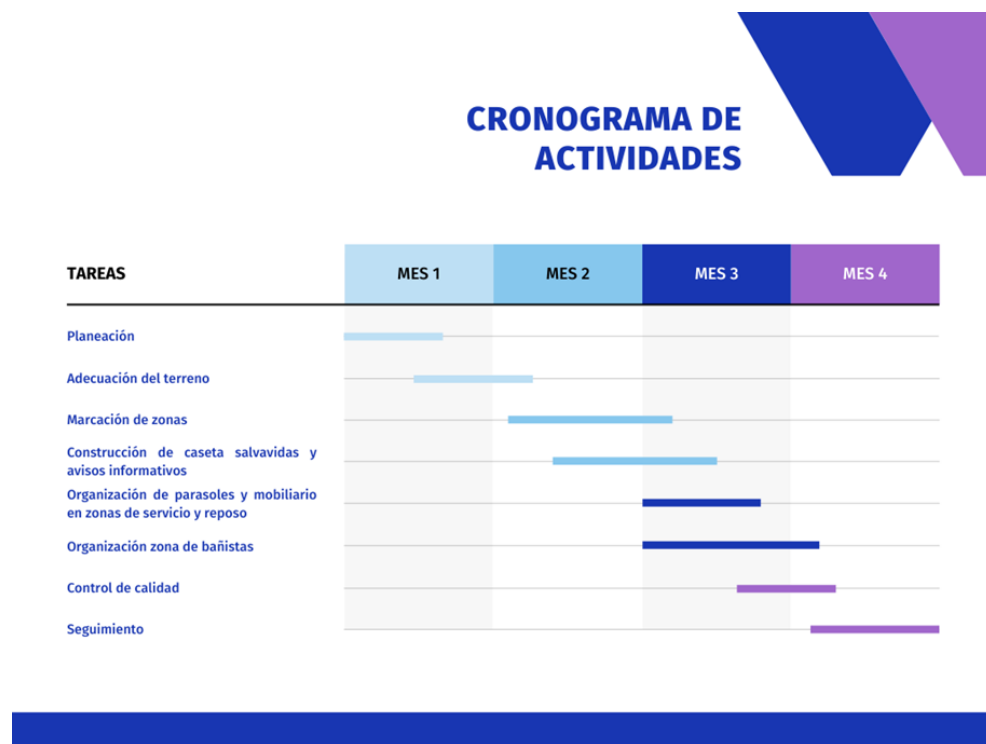 CRONOGRAMA DE
ACTIVIDADES
TAREAS MES 1 MES 2 MES 3 MES 4
Planeación
Adecuación del terreno
Marcación de zonas
Construcción de caseta salvavidas y
avisos informativos
Organización de parasoles y mobiliario
en zonas de servicio y reposo
Organización zona de bañistas
Control de calidad
Seguimiento